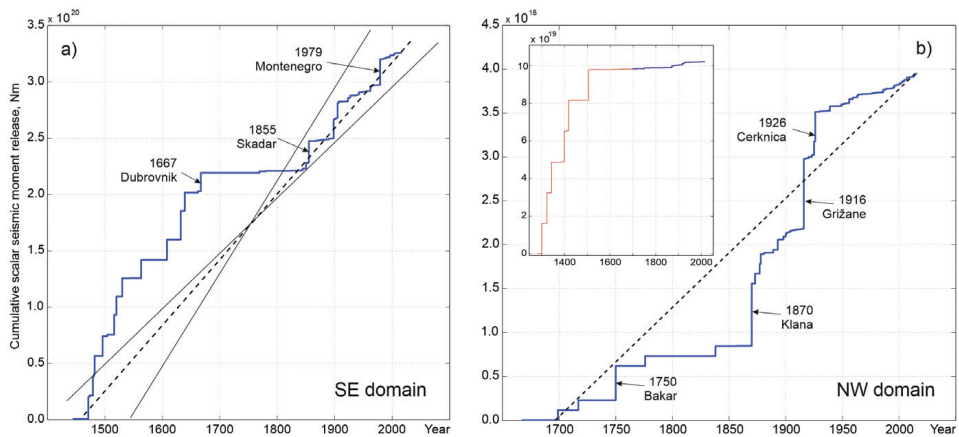 x 10^20
3.5
3.0
2.5
2.0
1.5
1.0
0.5
0.0
Cumulative scalar seismic moment release, Nm
a)
1979
Montenegro
1855
Skadar
1667
Dubrovnik
SE domain
1500 1600 1700 1800 1900 2000 Year
x 10^18
4.0
3.5
3.0
2.5
2.0
1.5
1.0
0.5
0.0
b)
x 10^19
10
8
6
4
2
0
1400 1600 1800 2000
1926
Cerknica
1916
Grižane
1870
Klana
1750
Bakar
NW domain
1700 1750 1800 1850 1900 1950 2000 Year